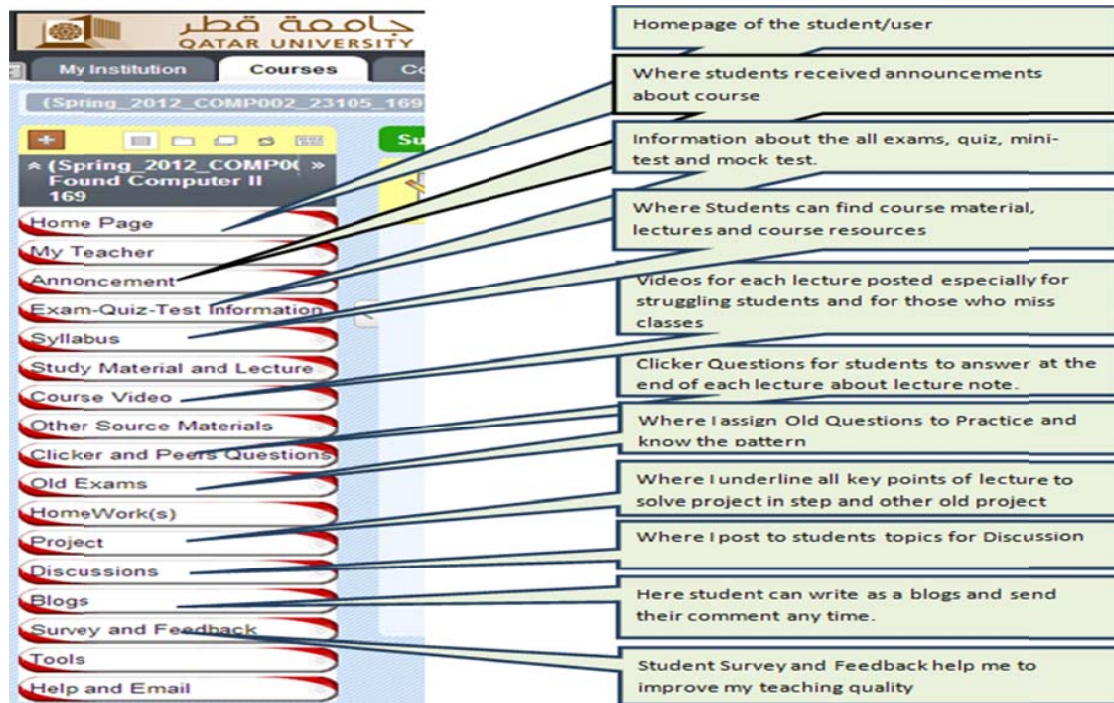 جامعة قطر
QATAR UNIVERSITY
My Institution
Courses
Co
(Spring_2012_COMP002_23105_169
Su
(Spring_2012_COMP0(
Found Computer II
169
Home Page
My Teacher
Announcement
Exam-Quiz-Test Information
Syllabus
Study Material and Lecture
Course Video
Other Source Materials
Clicker and Peers Questions
Old Exams
HomeWork(s)
Project
Discussions
Blogs
Survey and Feedback
Tools
Help and Email
Homepage of the student/user
Where students received announcements
about course
Information about the all exams, quiz, mini-
test and mock test.
Where Students can find course material,
lectures and course resources
Videos for each lecture posted especially for
struggling students and for those who miss
classes
Clicker Questions for students to answer at the
end of each lecture about lecture note.
Where I assign Old Questions to Practice and
know the pattern
Where I underline all key points of lecture to
solve project in step and other old project
Where I post to students topics for Discussion
Here student can write as a blogs and send
their comment any time.
Student Survey and Feedback help me to
improve my teaching quality